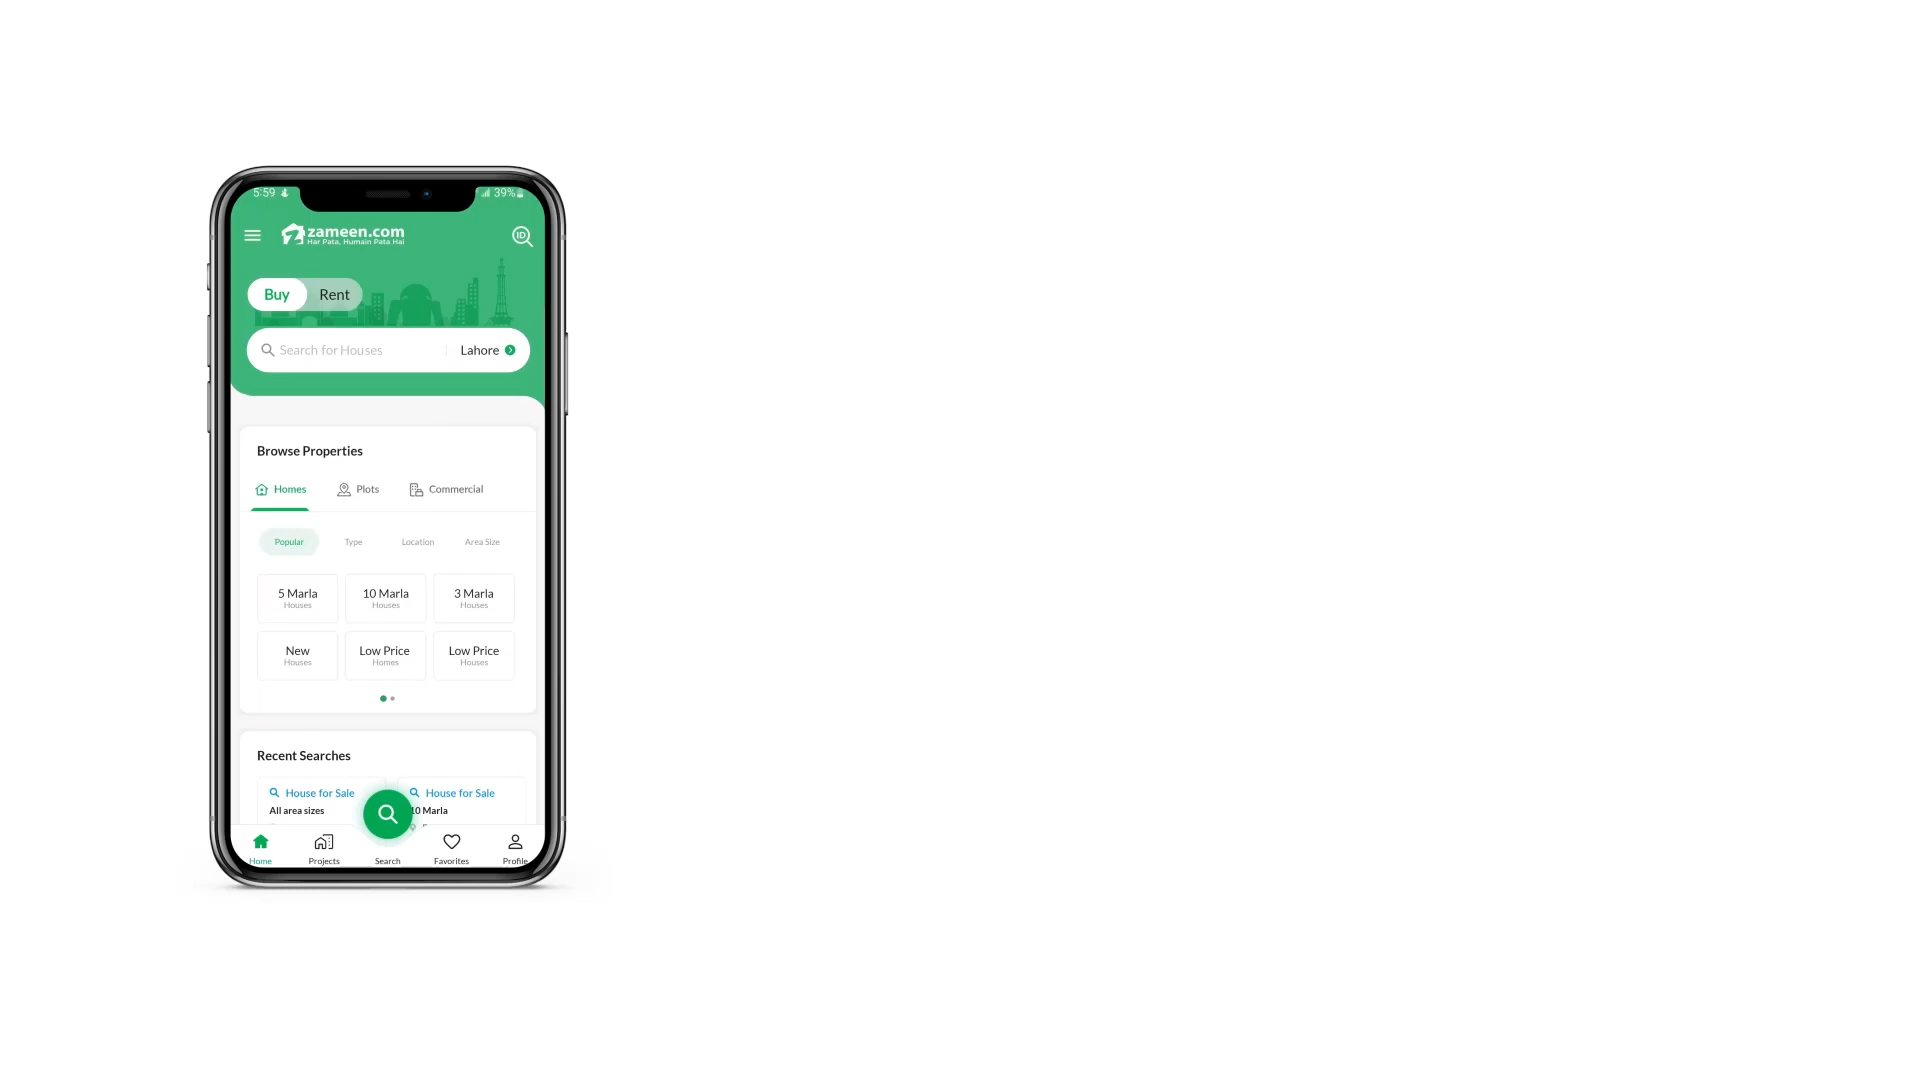 5:59
39%
zameen.com
Har Pata, Humain Pata Hai
ID
Buy Rent
Search for Houses Lahore
Browse Properties
Homes Plots Commercial
Popular Type Location Area Size
5 Marla 10 Marla 3 Marla
Houses Houses Houses
New Low Price Low Price
Houses Homes Houses
Recent Searches
House for Sale House for Sale
All area sizes 10 Marla
Home Projects Search Favorites Profile